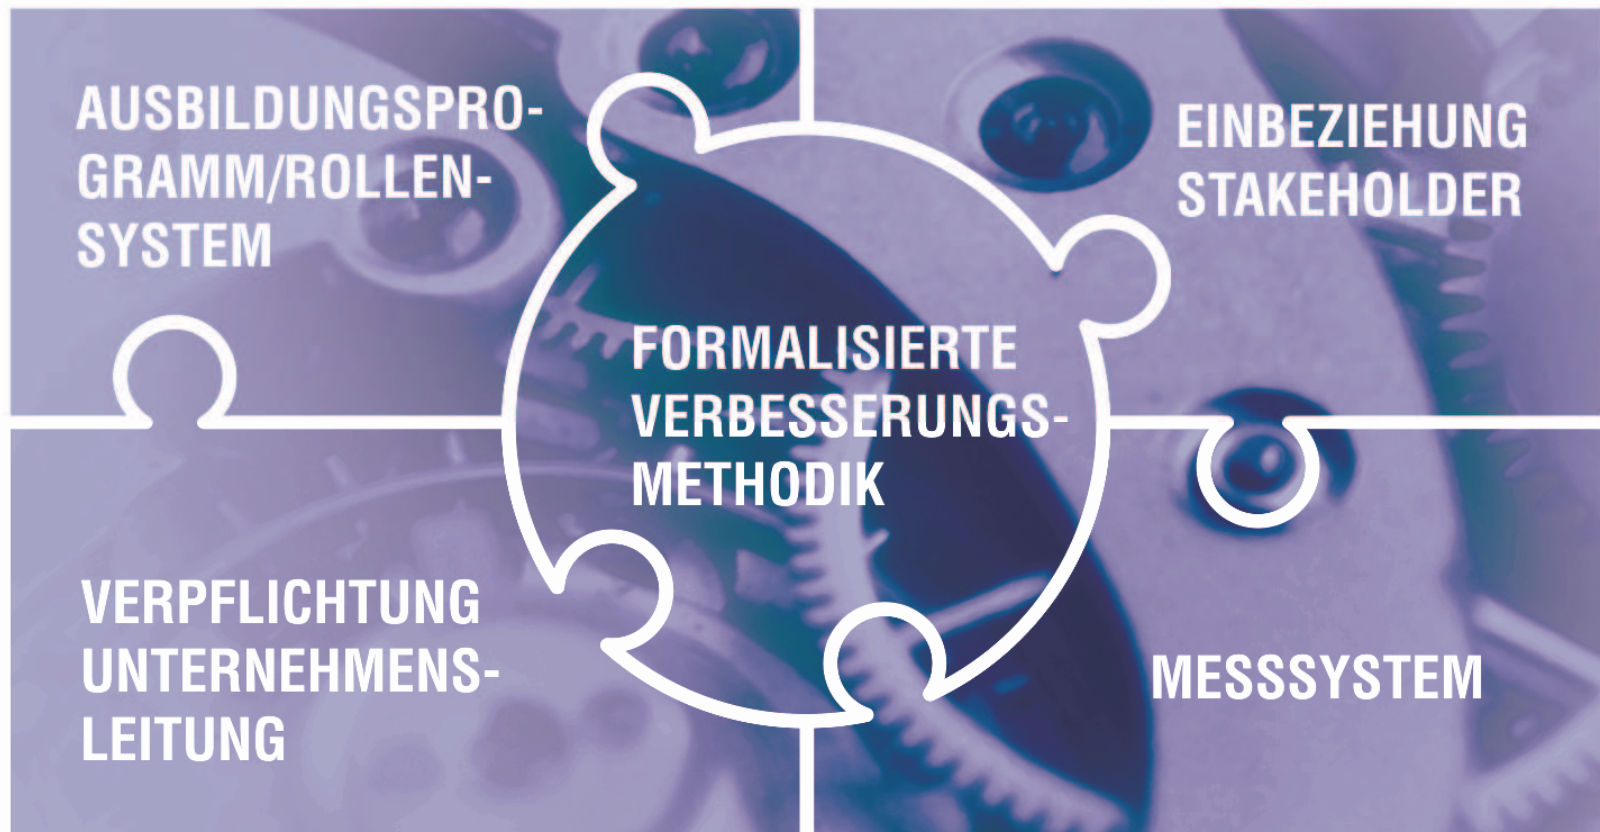 AUSBILDUNGSPRO-
GRAMM/ROLLEN-
SYSTEM
EINBEZIEHUNG
STAKEHOLDER
FORMALISIERTE
VERBESSERUNGS-
METHODIK
VERPFLICHTUNG
UNTERNEHMENS-
LEITUNG
MESSSYSTEM